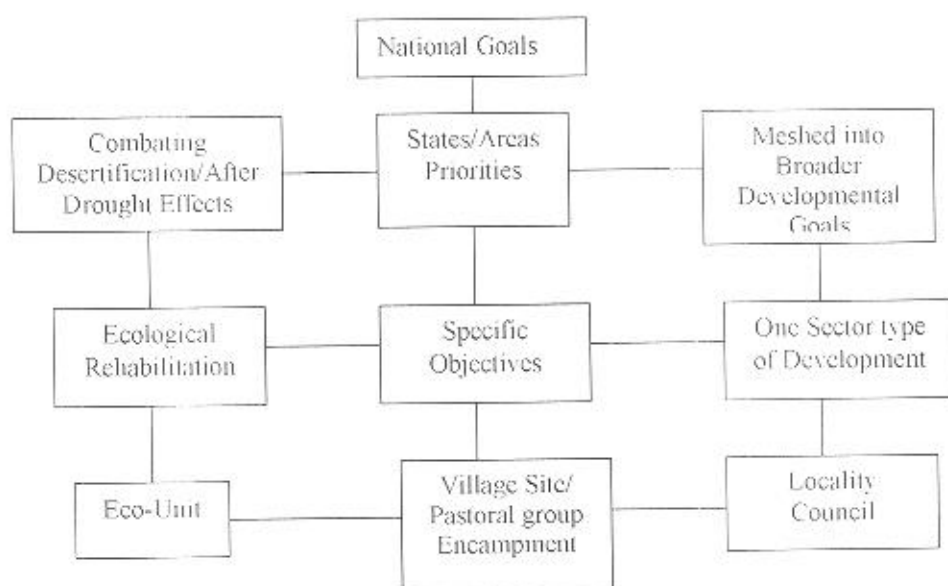 National Goals
Combating
Desertification/After
Drought Effects
States/Areas
Priorities
Meshed into
Broader
Developmental
Goals
Ecological
Rehabilitation
Specific
Objectives
One Sector type
of Development
Eco-Unit
Village Site/
Pastoral group
Encampment
Locality
Council